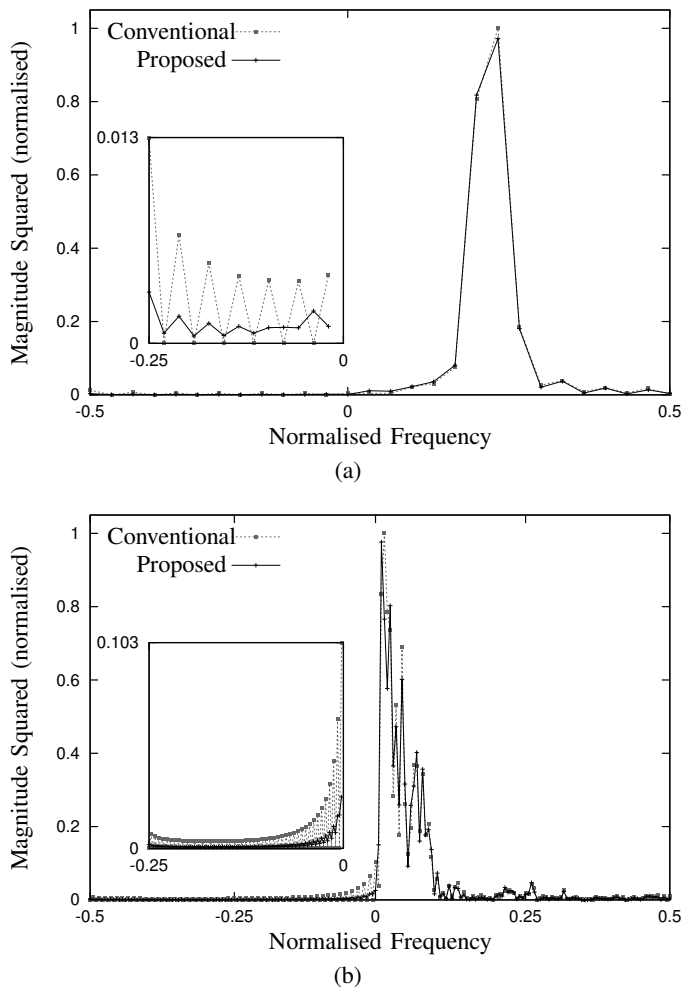 1
Conventional
Proposed
0.8
0.6
0.4
0.2
0
Magnitude Squared (normalised)
0.013
0
-0.25
0
-0.5
0
0.5
Normalised Frequency
(a)
1
Conventional
Proposed
0.8
0.6
0.4
0.2
0
Magnitude Squared (normalised)
0.103
0
-0.25
0
-0.5
-0.25
0
0.25
0.5
Normalised Frequency
(b)